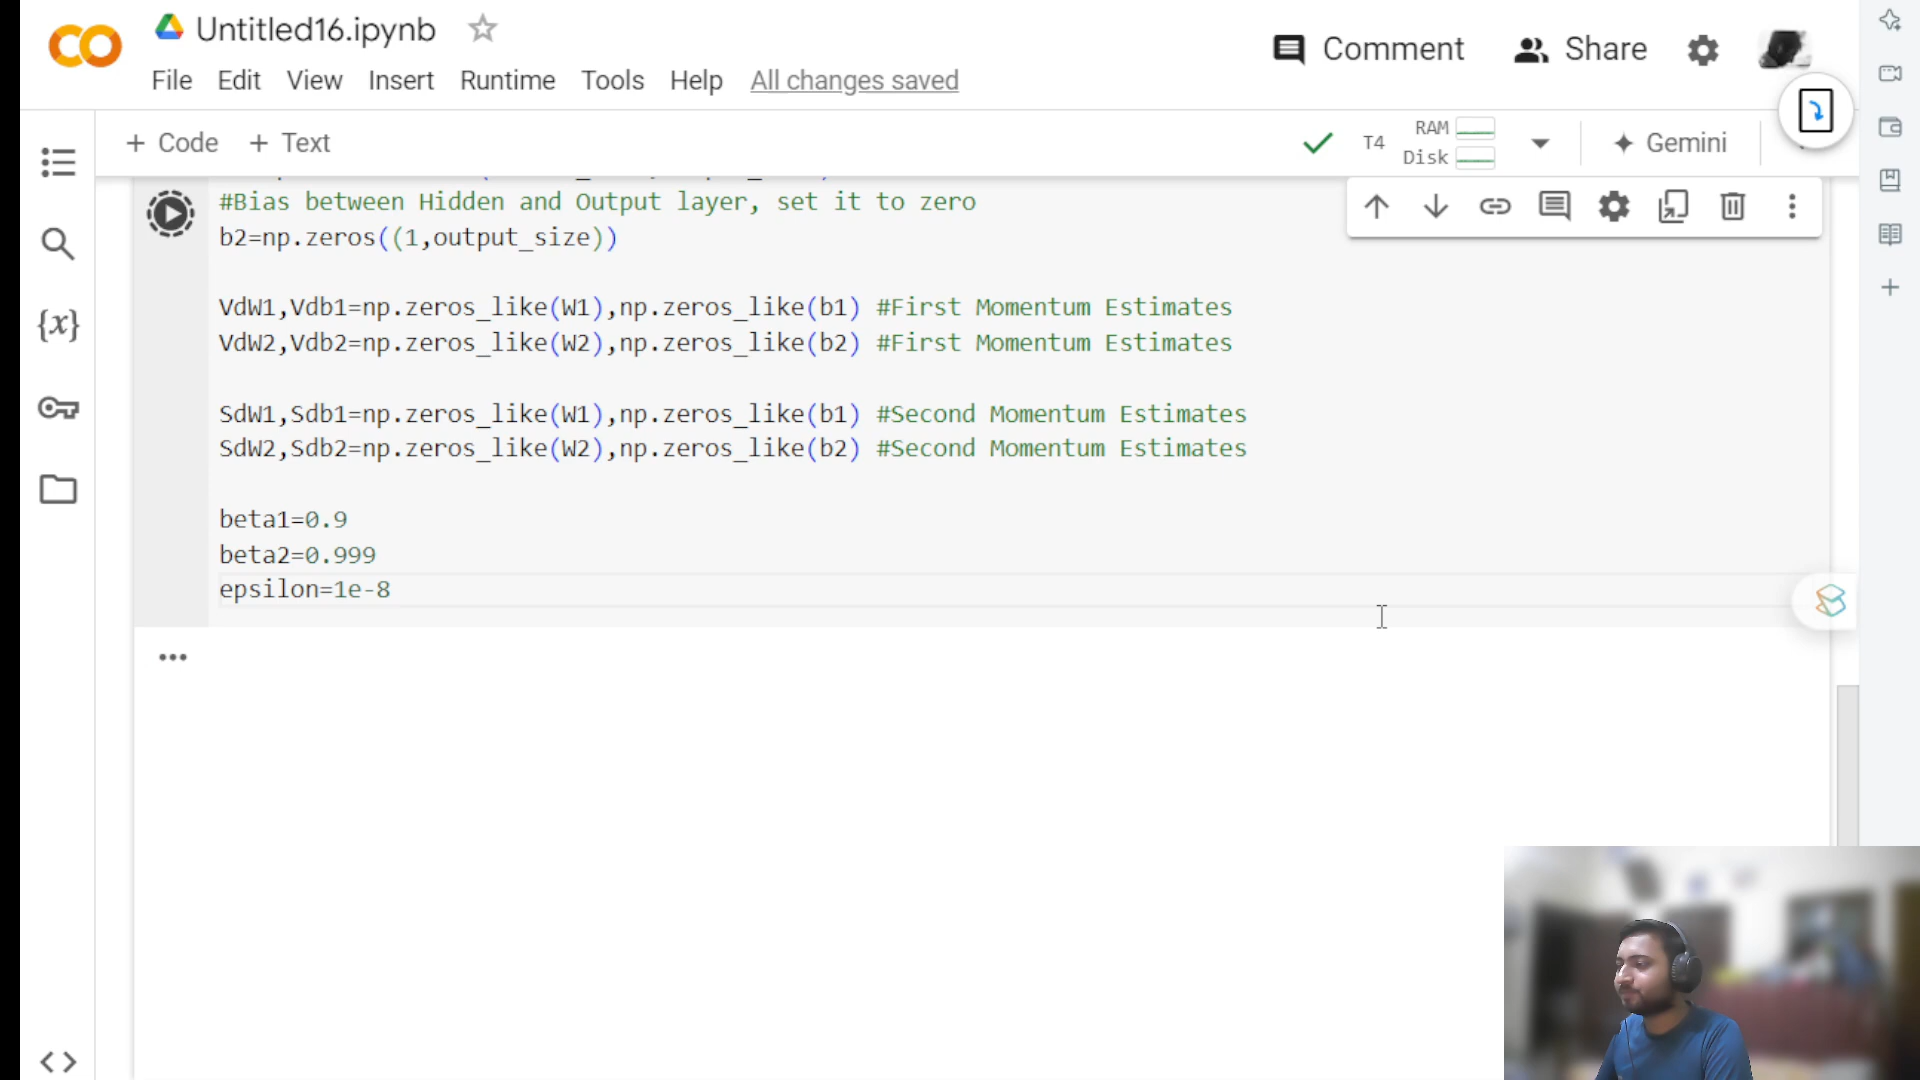 Untitled16.ipynb
Comment
Share
File Edit View Insert Runtime Tools Help All changes saved
+ Code + Text
T4
RAM
Disk
Gemini
#Bias between Hidden and Output layer, set it to zero
b2=np.zeros((1,output_size))
VdW1,Vdb1=np.zeros_like(W1),np.zeros_like(b1) #First Momentum Estimates
VdW2,Vdb2=np.zeros_like(W2),np.zeros_like(b2) #First Momentum Estimates
SdW1,Sdb1=np.zeros_like(W1),np.zeros_like(b1) #Second Momentum Estimates
SdW2,Sdb2=np.zeros_like(W2),np.zeros_like(b2) #Second Momentum Estimates
beta1=0.9
beta2=0.999
epsilon=1e-8